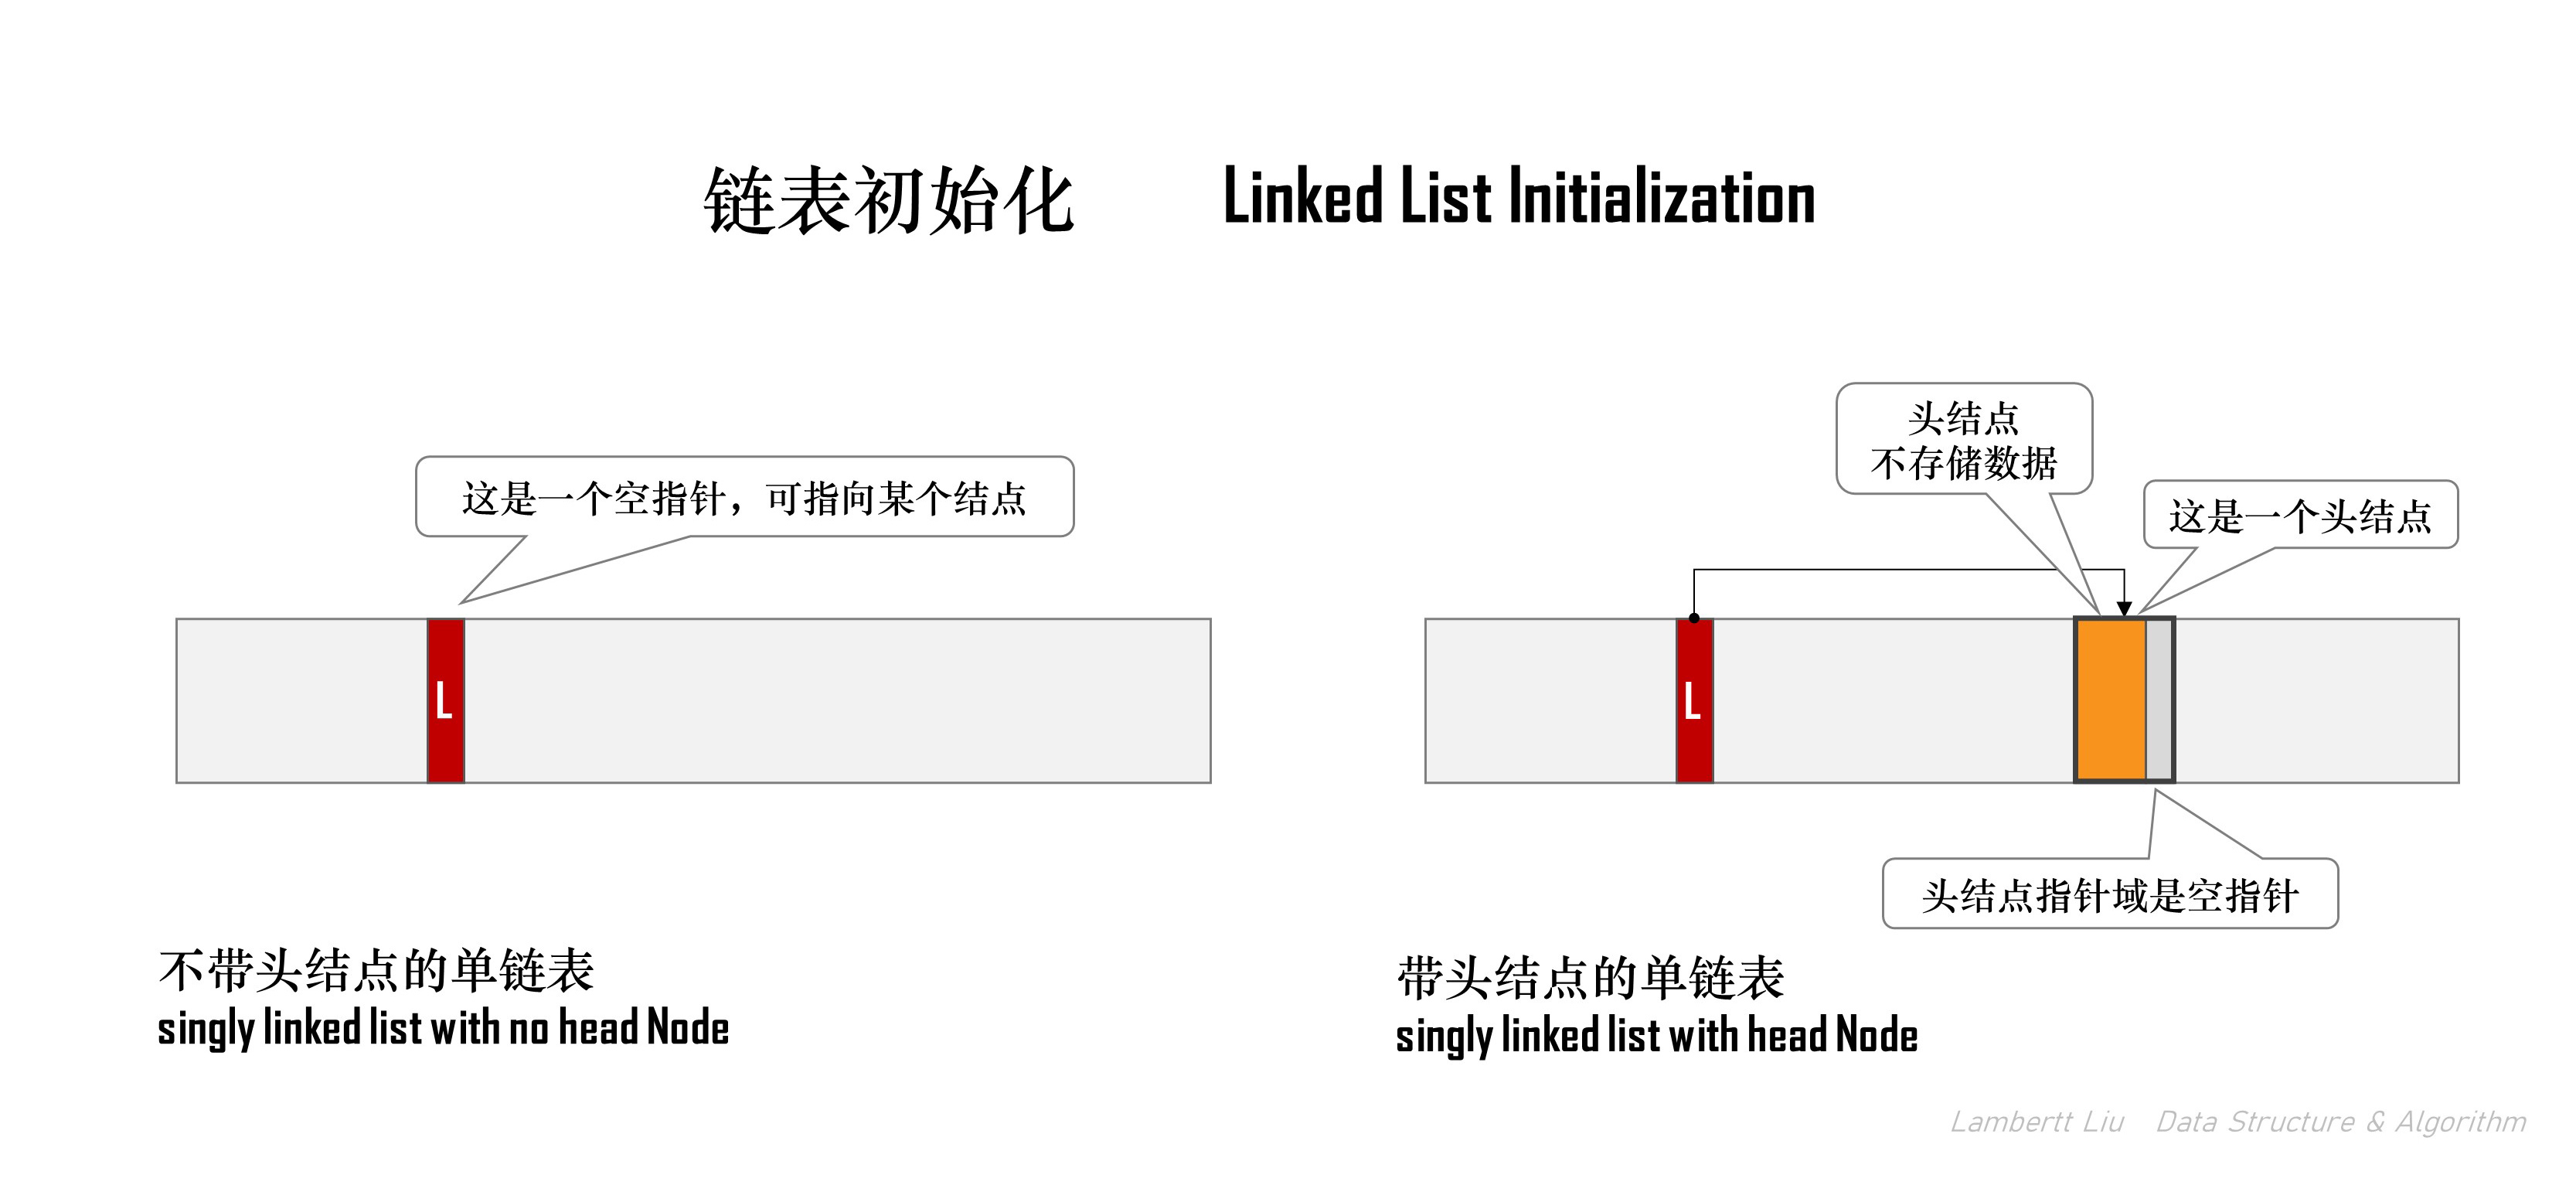 链表初始化 Linked List Initialization
这是一个空指针，可指向某个结点
L
不带头结点的单链表
singly linked list with no head Node
头结点
不存储数据
这是一个头结点
L
头结点指针域是空指针
带头结点的单链表
singly linked list with head Node
Lambertt Liu Data Structure & Algorithm